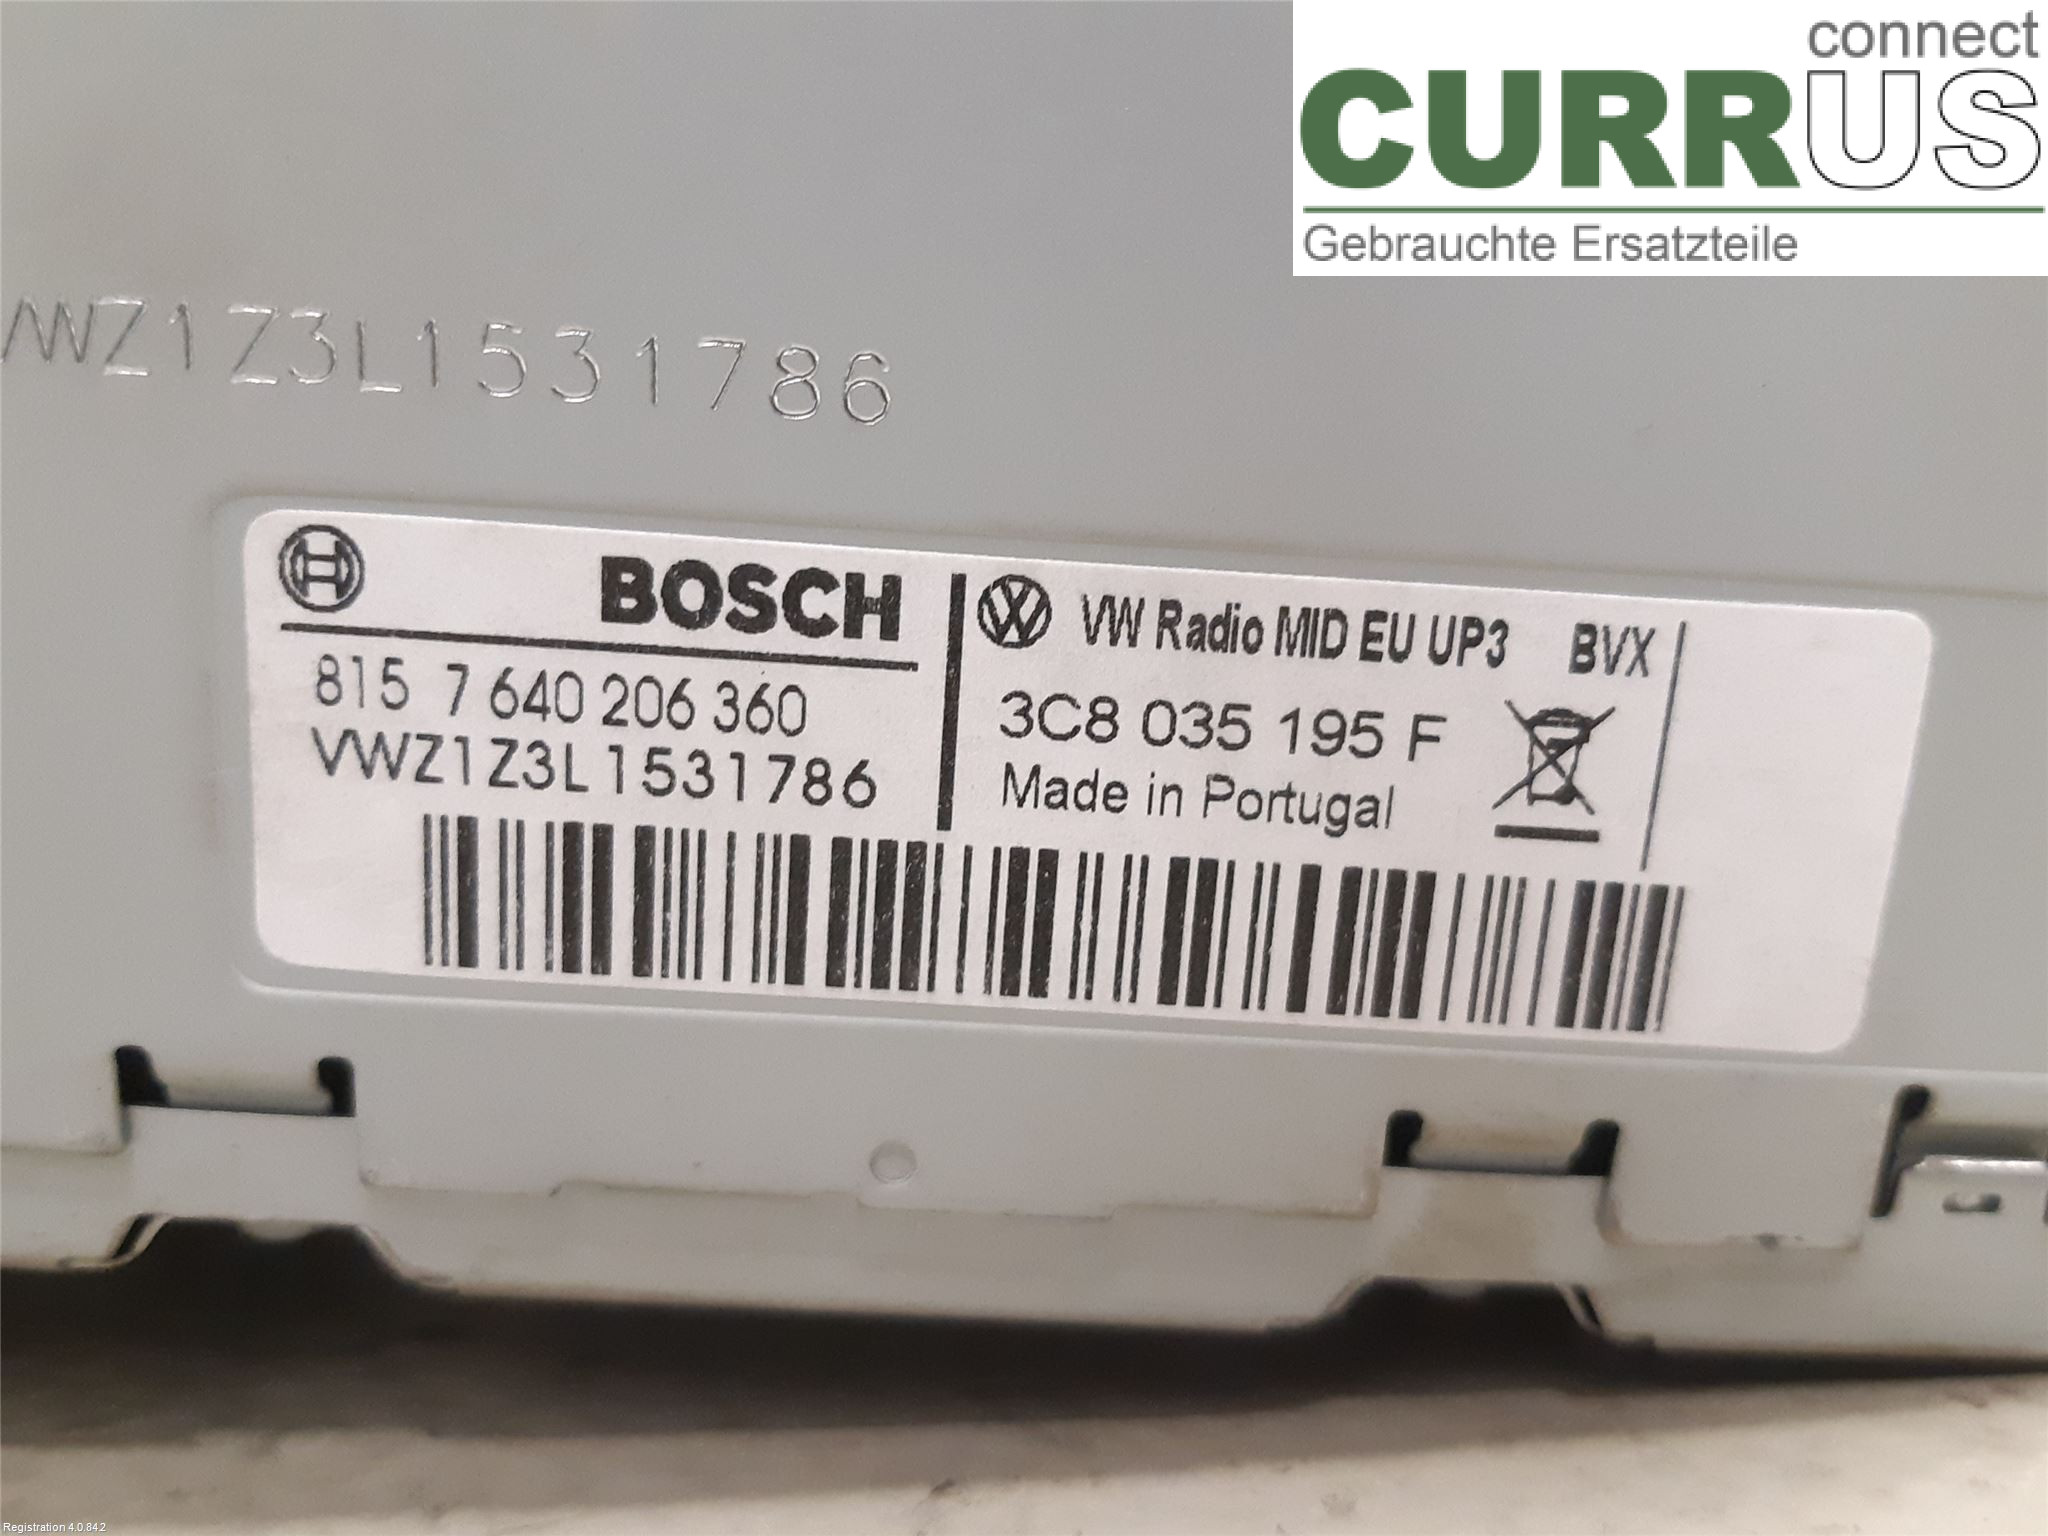 connect
CURRUS
Gebrauchte Ersatzteile
VWZ1Z3L1531786
BOSCH
815 7 640 206 360
VWZ1Z3L1531786
VW Radio MID EU UP3 BVX
3C8 035 195 F
Made in Portugal
Registration 4.0.842